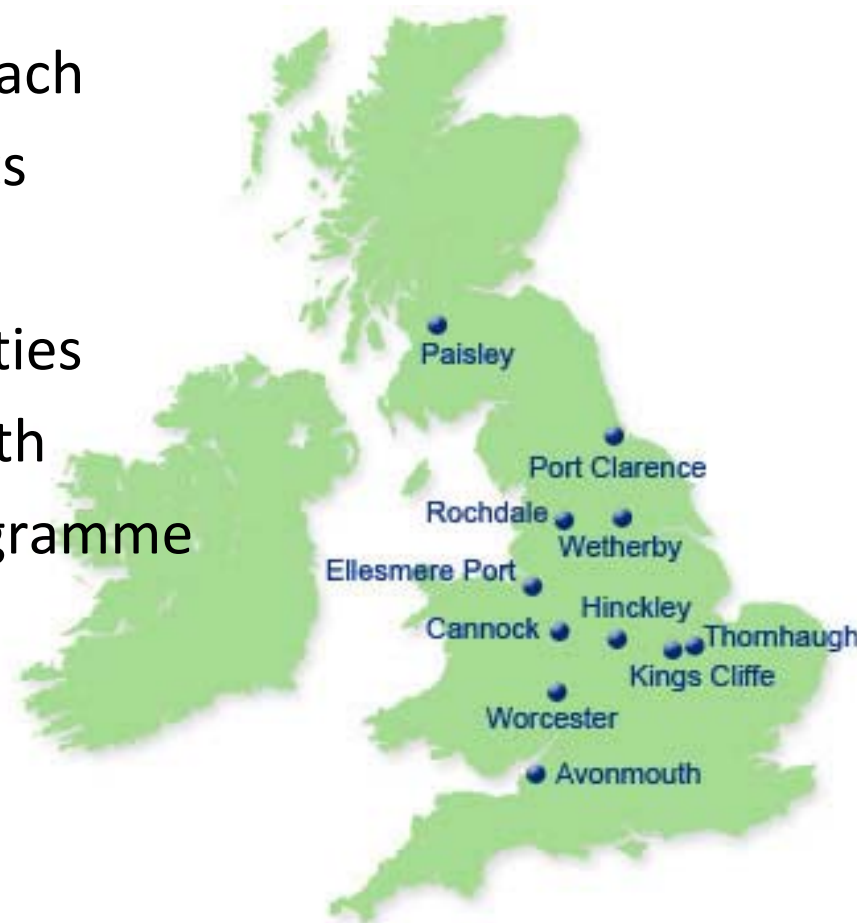 ach
s
ties
th
gramme
Paisley
Port Clarence
Rochdale
Wetherby
Ellesmere Port
Hinckley
Cannock
Thornhaugh
Kings Cliffe
Worcester
Avonmouth